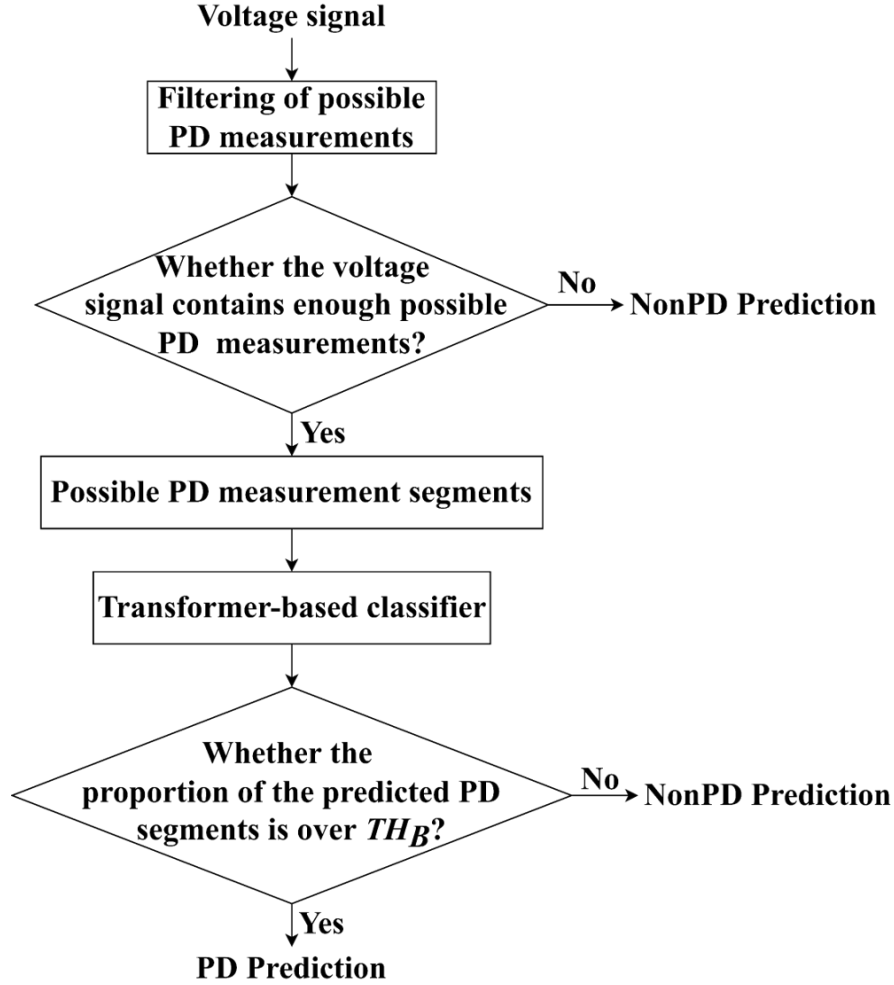 Voltage signal
Filtering of possible
PD measurements
Whether the voltage
signal contains enough possible
PD measurements?
No
NonPD Prediction
Yes
Possible PD measurement segments
Transformer-based classifier
Whether the
proportion of the predicted PD
segments is over TH_B?
No
NonPD Prediction
Yes
PD Prediction